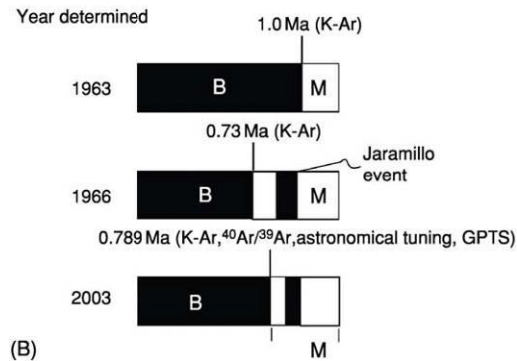 Year determined
1.0 Ma (K-Ar)
1963
B
M
0.73 Ma (K-Ar)
Jaramillo
event
1966
B
M
0.789 Ma (K-Ar,⁴⁰Ar/³⁹Ar,astronomical tuning, GPTS)
2003
B
(B)
M